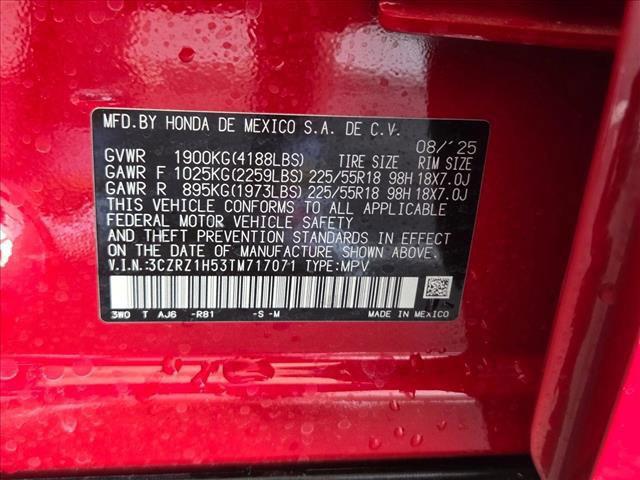 MFD.BY HONDA DE MEXICO S.A. DE C.V.
08/'25
GVWR 1900KG(4188LBS) TIRE SIZE RIM SIZE
GAWR F 1025KG(2259LBS) 225/55R18 98H 18X7.0J
GAWR R 895KG(1973LBS) 225/55R18 98H 18X7.0J
THIS VEHICLE CONFORMS TO ALL APPLICABLE
FEDERAL MOTOR VEHICLE SAFETY
AND THEFT PREVENTION STANDARDS IN EFFECT
ON THE DATE OF MANUFACTURE SHOWN ABOVE.
V.I.N.:3CZRZ1H53TM717071 TYPE:MPV
3W0 T AJ6 -R81 -S -M MADE IN MEXICO